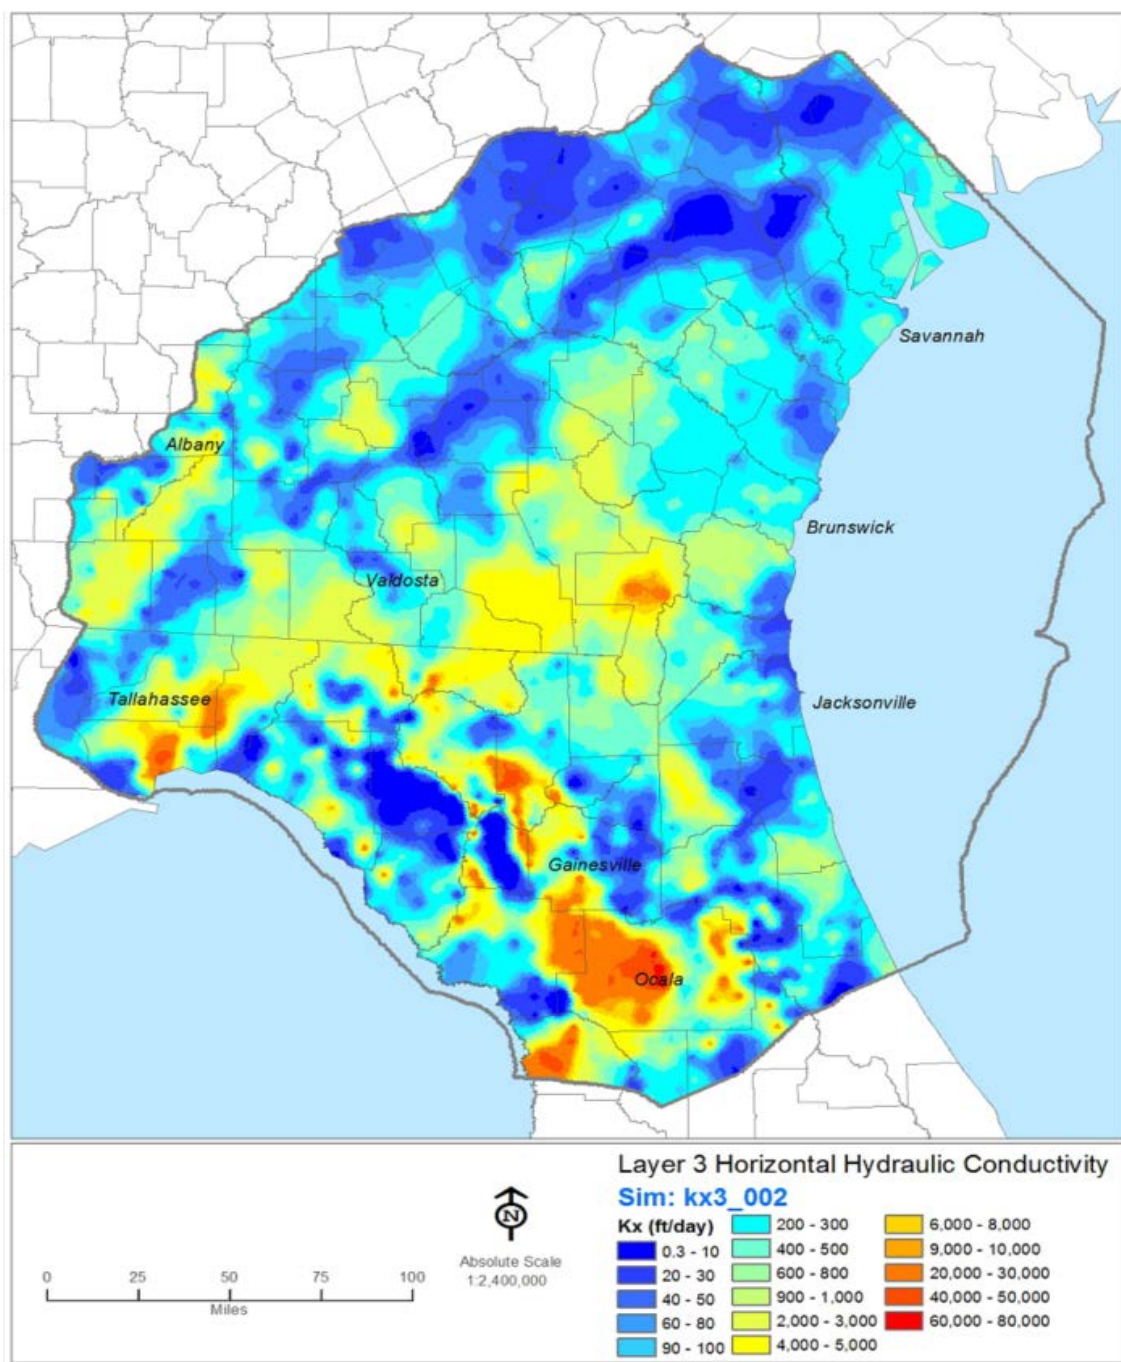 Savannah
Albany
Brunswick
Valdosta
Tallahassee
Jacksonville
Gainesville
Ocala
Layer 3 Horizontal Hydraulic Conductivity
Sim: kx3_002
Kx (ft/day)
0.3 - 10
20 - 30
40 - 50
60 - 80
90 - 100
200 - 300
400 - 500
600 - 800
900 - 1,000
2,000 - 3,000
4,000 - 5,000
6,000 - 8,000
9,000 - 10,000
20,000 - 30,000
40,000 - 50,000
60,000 - 80,000
N
Absolute Scale
1:2,400,000
0 25 50 75 100
Miles